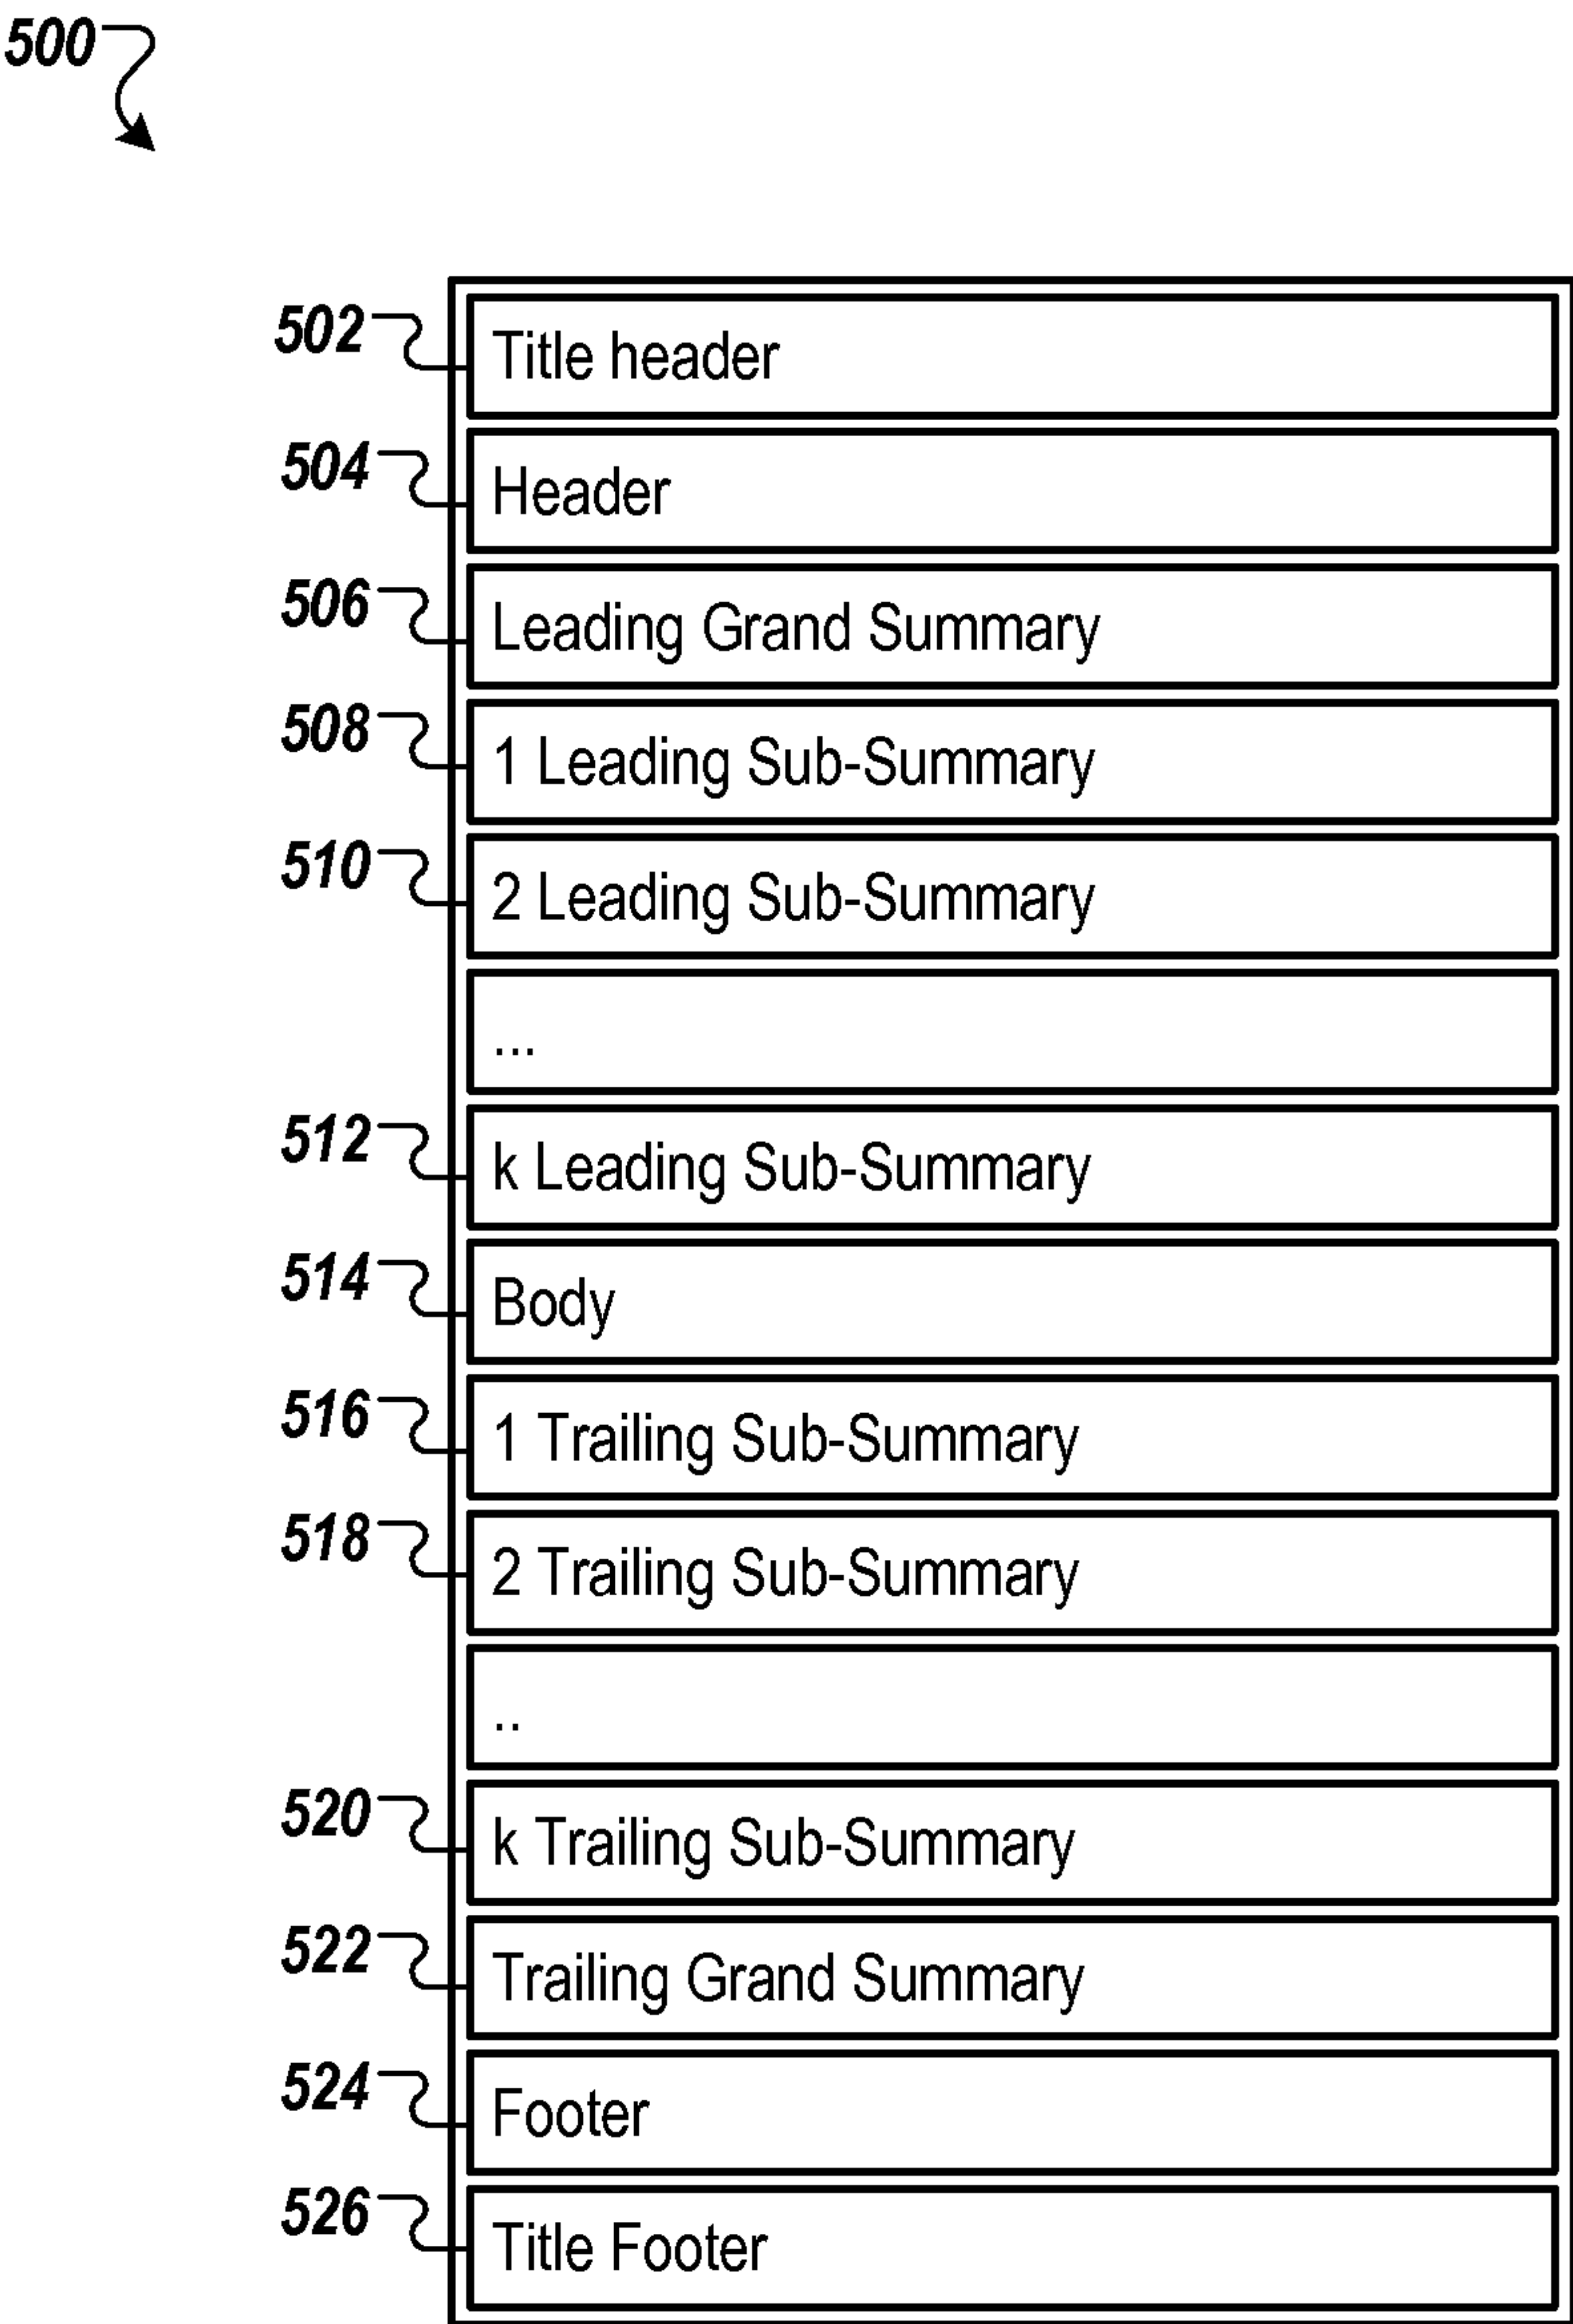 500
502 Title header
504 Header
506 Leading Grand Summary
508 1 Leading Sub-Summary
510 2 Leading Sub-Summary
...
512 k Leading Sub-Summary
514 Body
516 1 Trailing Sub-Summary
518 2 Trailing Sub-Summary
..
520 k Trailing Sub-Summary
522 Trailing Grand Summary
524 Footer
526 Title Footer